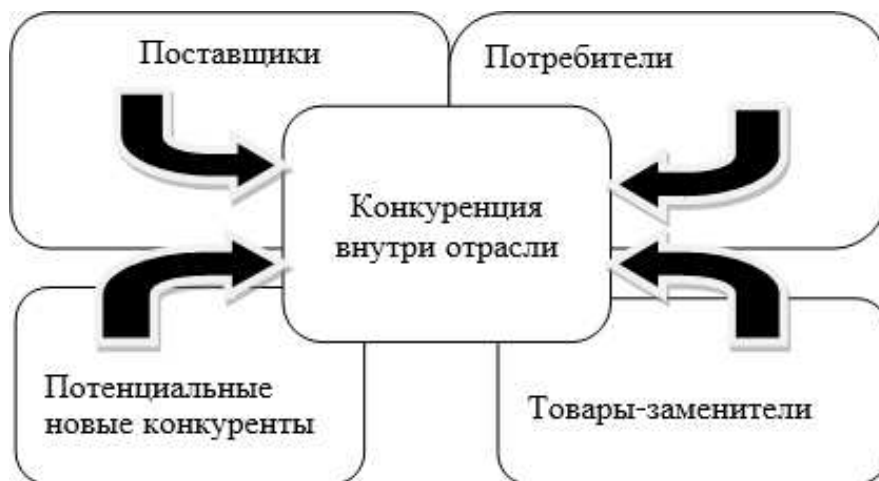 Поставщики
Потребители
Конкуренция
внутри отрасли
Потенциальные
новые конкуренты
Товары-заменители